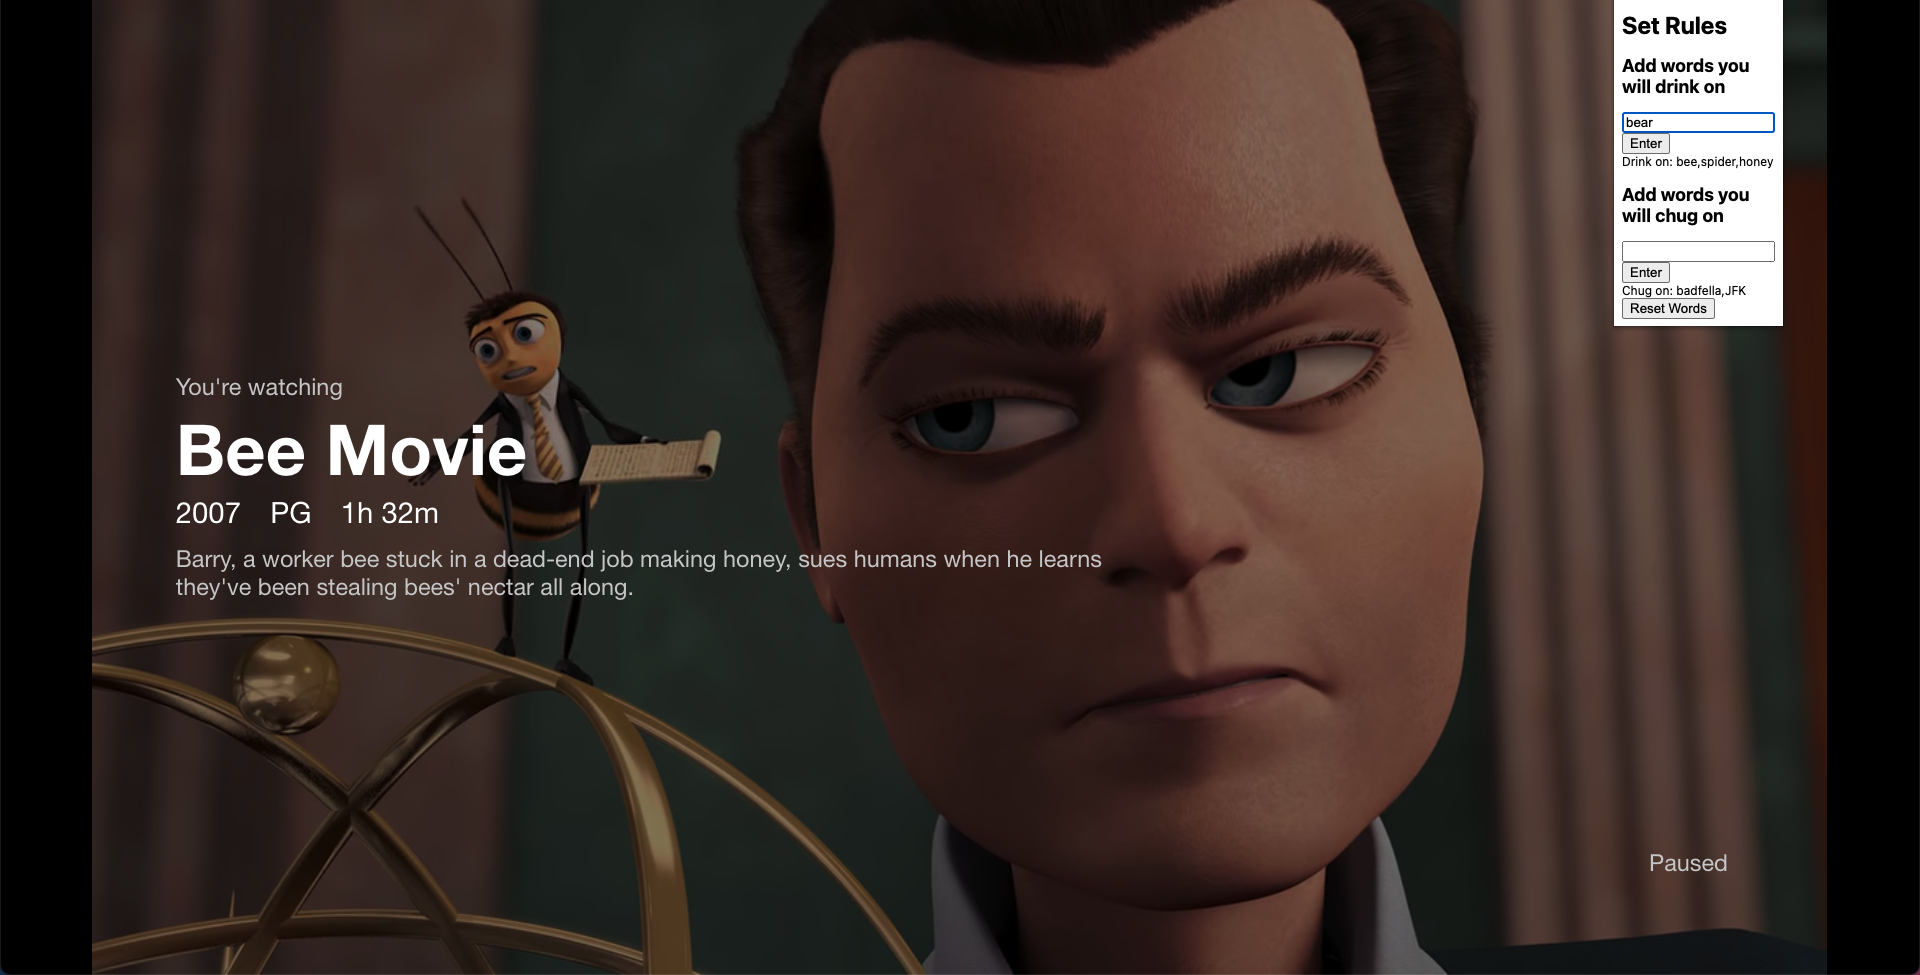 Set Rules
Add words you
will drink on
bear
Enter
Drink on: bee,spider,honey
Add words you
will chug on
Enter
Chug on: badfella,JFK
Reset Words
You're watching
Bee Movie
2007 PG 1h 32m
Barry, a worker bee stuck in a dead-end job making honey, sues humans when he learns
they've been stealing bees' nectar all along.
Paused